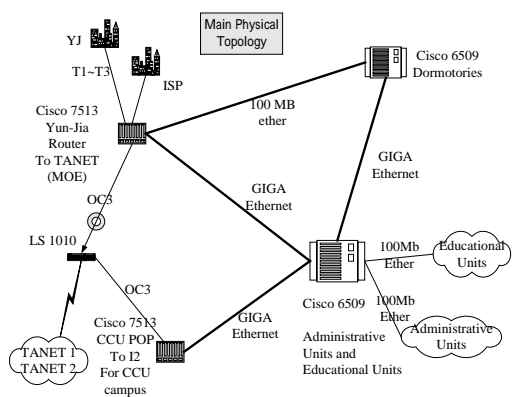 Main Physical
Topology
YJ
T1~T3
ISP
Cisco 6509
Dormotories
Cisco 7513
Yun-Jia
Router
To TANET
(MOE)
100 MB
ether
GIGA
Ethernet
GIGA
Ethernet
OC3
LS 1010
100Mb
Ether
Educational
Units
OC3
Cisco 6509
100Mb
Ether
GIGA
Ethernet
Cisco 7513
CCU POP
To I2
For CCU
campus
Administrative
Units and
Educational Units
Administrative
Units
TANET 1
TANET 2